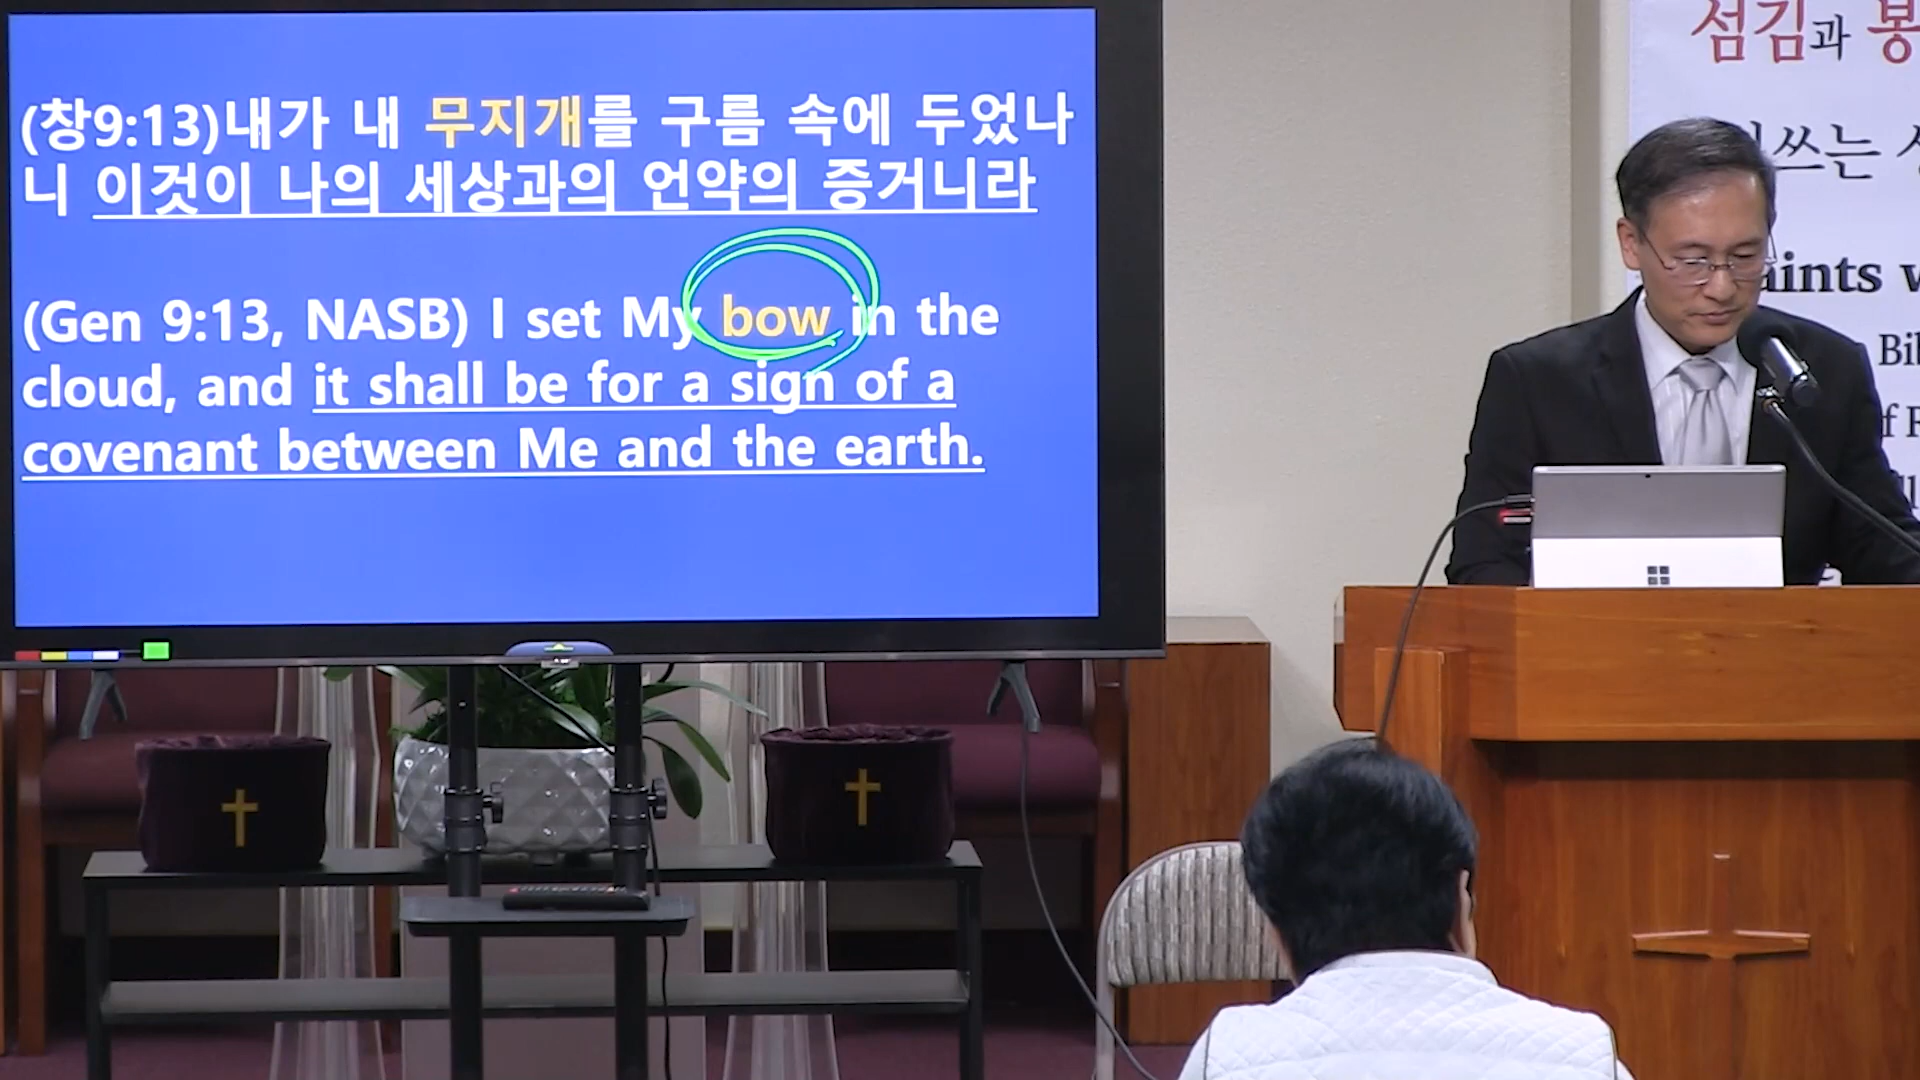 (창9:13)내가 내 무지개를 구름 속에 두었나
니 이것이 나의 세상과의 언약의 증거니라
(Gen 9:13, NASB) I set My bow in the
cloud, and it shall be for a sign of a
covenant between Me and the earth.
섬김과
쓰는